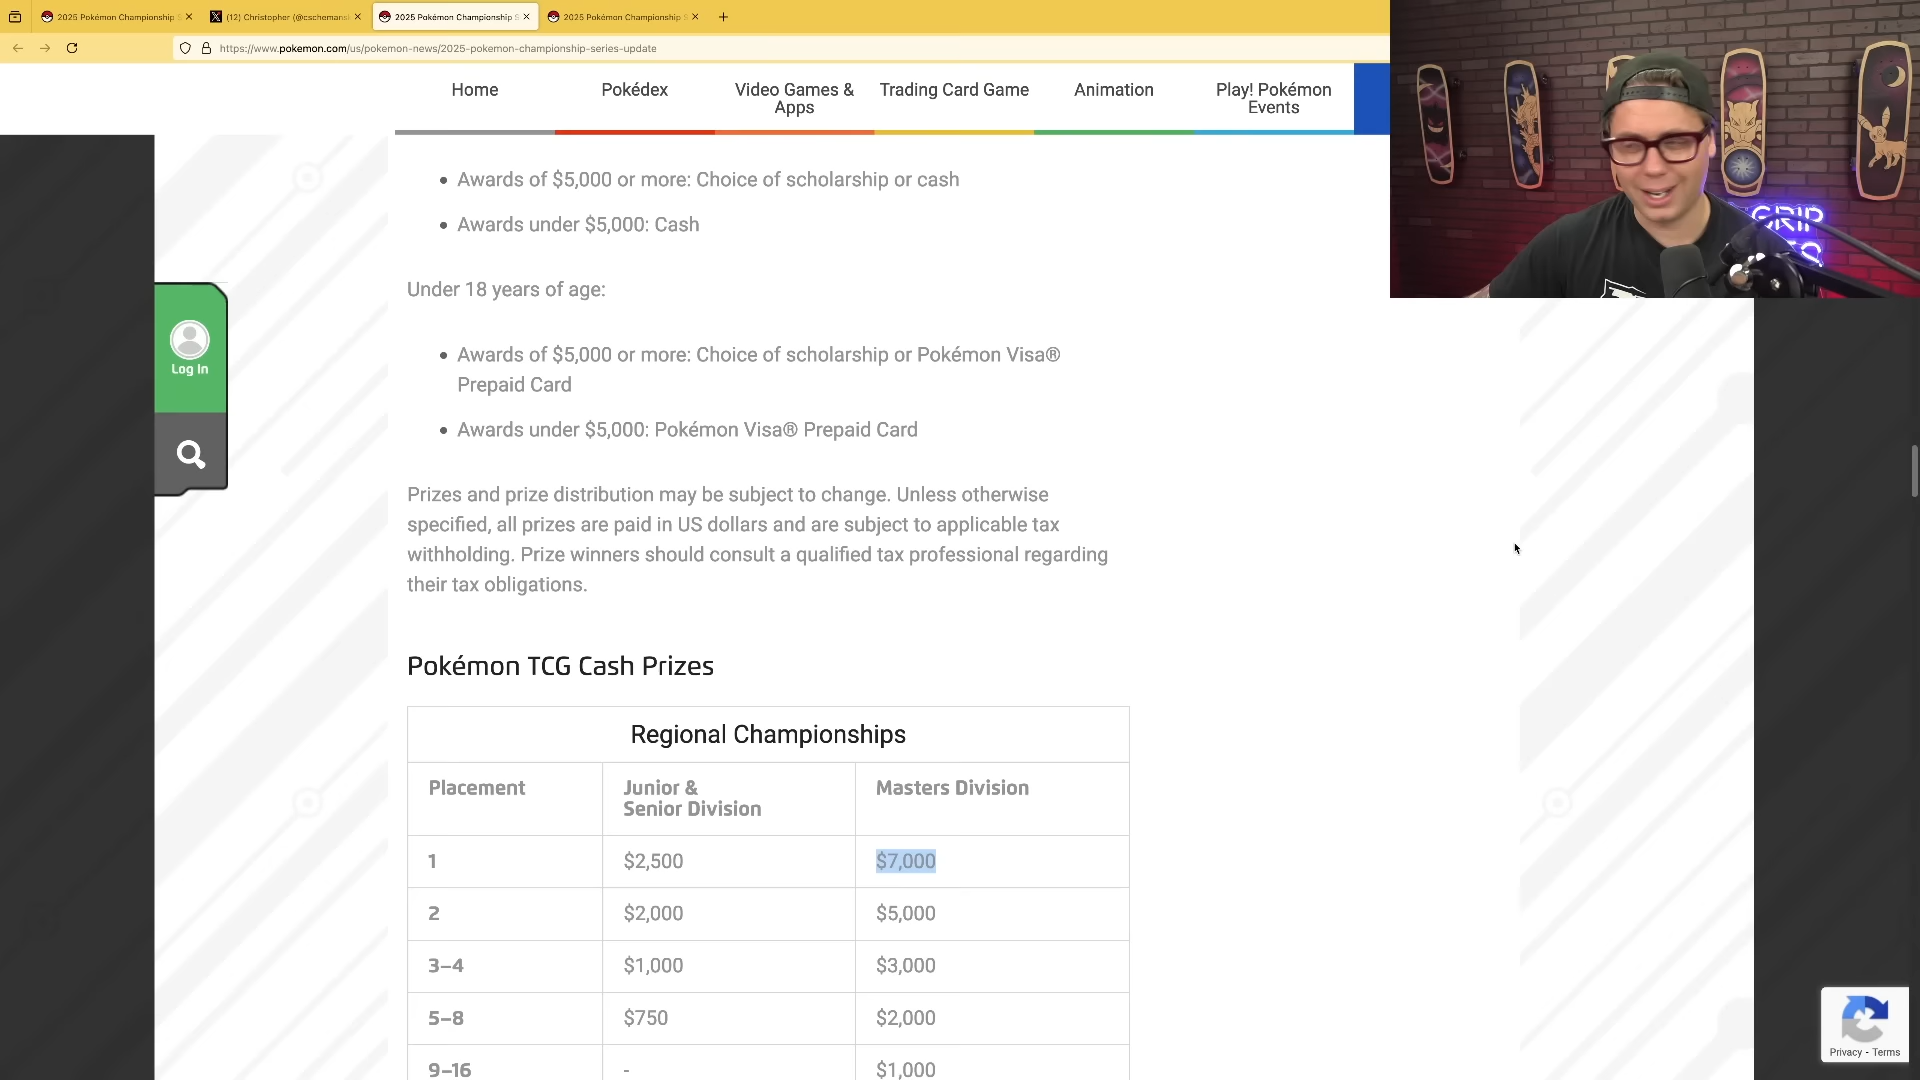 2025 Pokémon Championship
(12) Christopher (@cschemans
2025 Pokémon Championship S
2025 Pokémon Championship S
https://www.pokemon.com/us/pokemon-news/2025-pokemon-championship-series-update
Home
Pokédex
Video Games &
Apps
Trading Card Game
Animation
Play! Pokémon
Events
GRIP
• Awards of $5,000 or more: Choice of scholarship or cash
• Awards under $5,000: Cash
Under 18 years of age:
Log In
• Awards of $5,000 or more: Choice of scholarship or Pokémon Visa®
Prepaid Card
• Awards under $5,000: Pokémon Visa® Prepaid Card
Prizes and prize distribution may be subject to change. Unless otherwise
specified, all prizes are paid in US dollars and are subject to applicable tax
withholding. Prize winners should consult a qualified tax professional regarding
their tax obligations.
Pokémon TCG Cash Prizes
Regional Championships
Placement
Junior &
Senior Division
Masters Division
1 $2,500 $7,000
2 $2,000 $5,000
3–4 $1,000 $3,000
5–8 $750 $2,000
9–16 - $1,000
Privacy - Terms